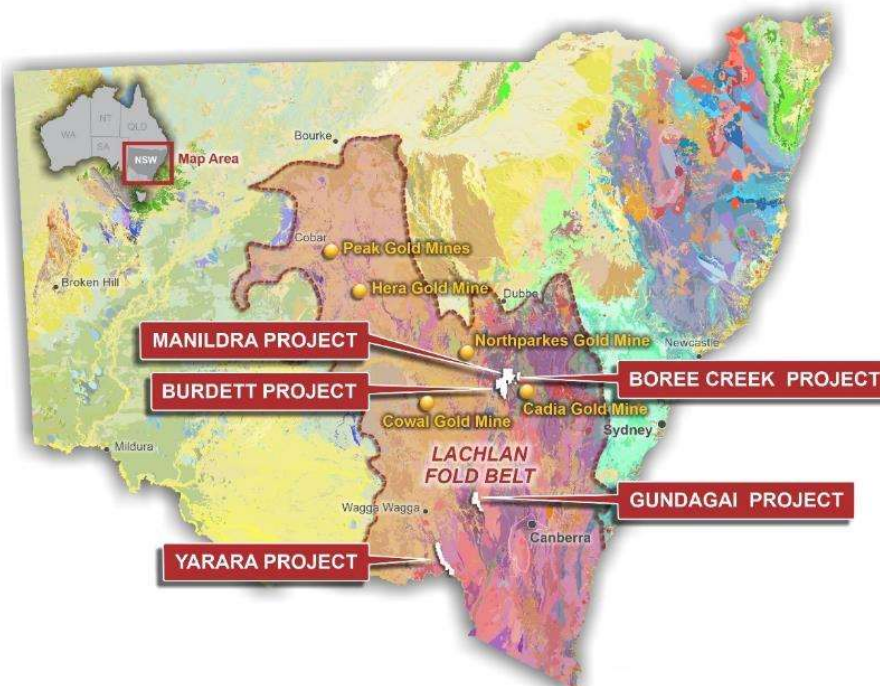 NT
QLD
WA
SA
NSW
Map Area
Bourke
Cobar
Peak Gold Mines
Broken Hill
Hera Gold Mine
Dubbo
MANILDRA PROJECT
Northparkes Gold Mine
Newcastle
BURDETT PROJECT
BOREE CREEK PROJECT
Cowal Gold Mine
Cadia Gold Mine
Sydney
Mildura
LACHLAN
FOLD BELT
Wagga Wagga
GUNDAGAI PROJECT
Canberra
YARARA PROJECT